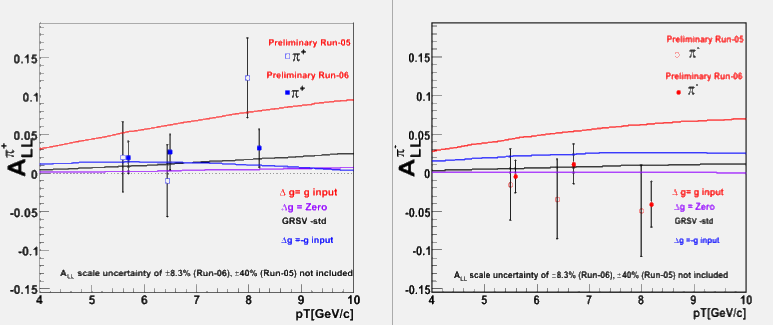 Preliminary Run-05
π+
Preliminary Run-06
π+
0.15
0.1
0.05
0
-0.05
-0.1
-0.15
A_LL^π+
Δ g= g input
Δg = Zero
GRSV -std
Δg =-g input
A_LL scale uncertainty of ±8.3% (Run-06), ±40% (Run-05) not included
4 5 6 7 8 9 10
pT[GeV/c]
Preliminary Run-05
π-
Preliminary Run-06
π-
0.15
0.1
0.05
0
-0.05
-0.1
-0.15
A_LL^π-
Δ g= g input
Δg = Zero
GRSV -std
Δg =-g input
A_LL scale uncertainty of ±8.3% (Run-06), ±40% (Run-05) not included
4 5 6 7 8 9 10
pT[GeV/c]